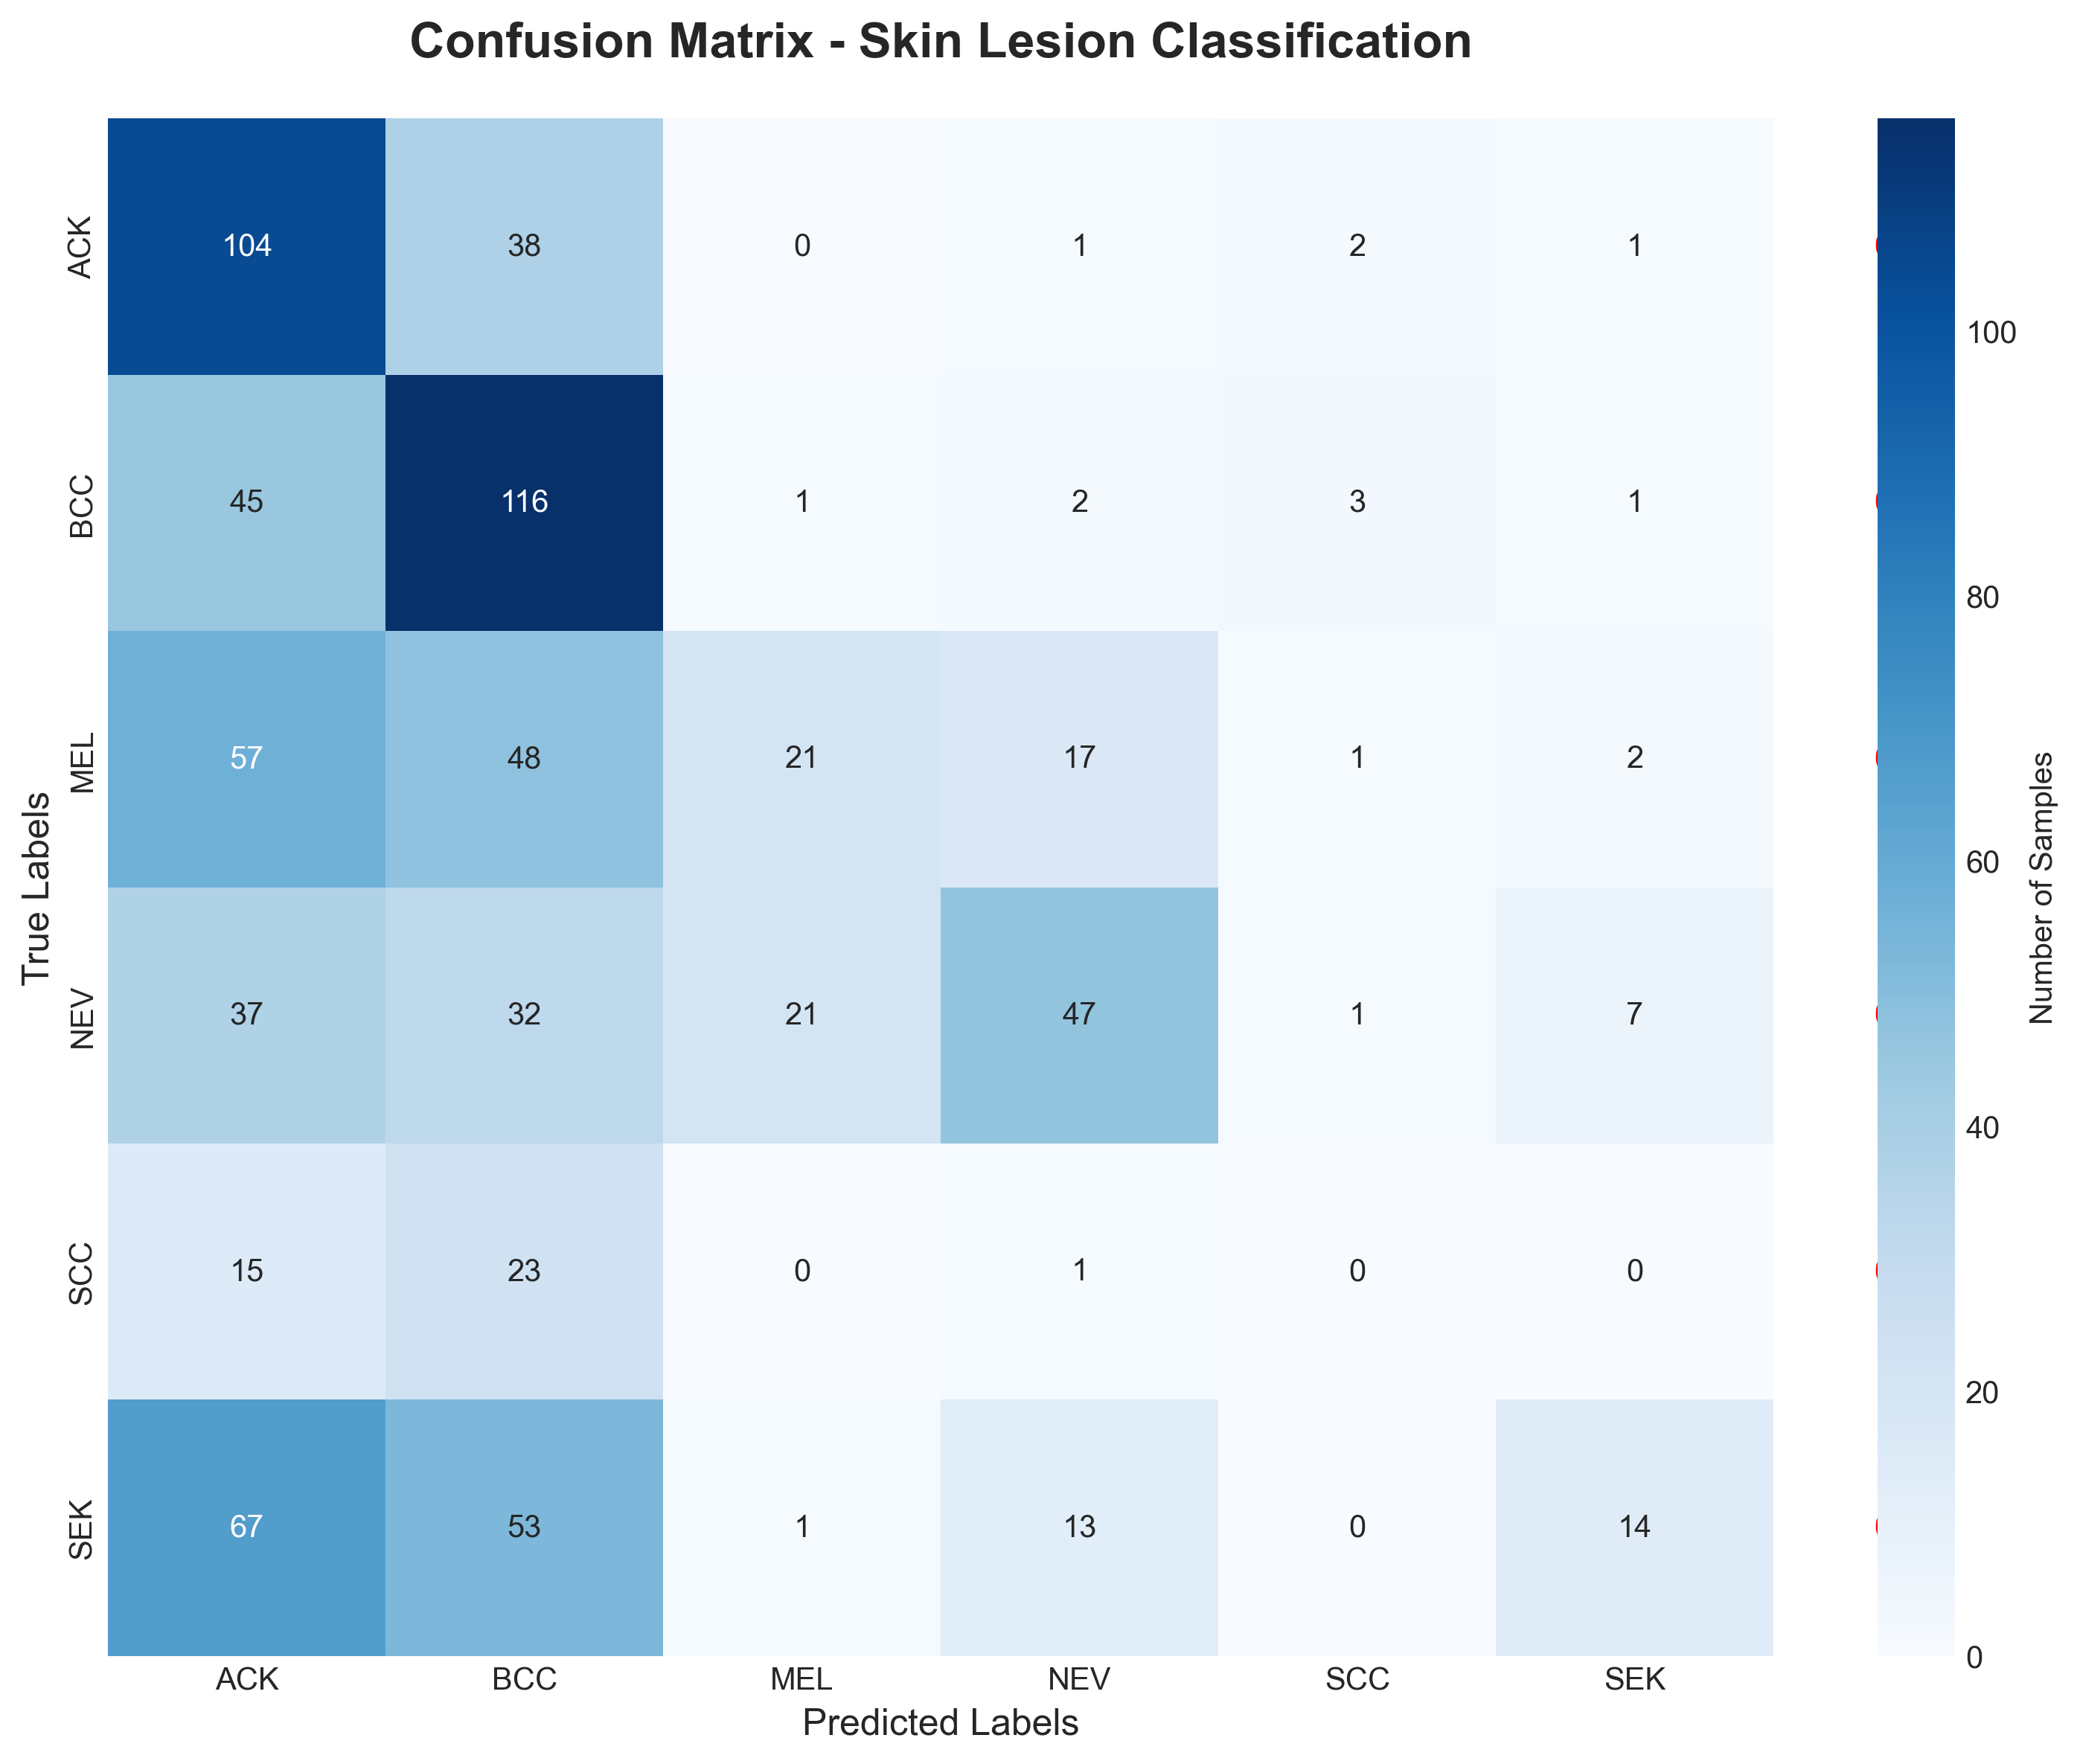 Confusion Matrix - Skin Lesion Classification
True Labels
ACK 104 38 0 1 2 1
BCC 45 116 1 2 3 1
MEL 57 48 21 17 1 2
NEV 37 32 21 47 1 7
SCC 15 23 0 1 0 0
SEK 67 53 1 13 0 14
ACK BCC MEL NEV SCC SEK
Predicted Labels
100
80
60
40
20
0
Number of Samples